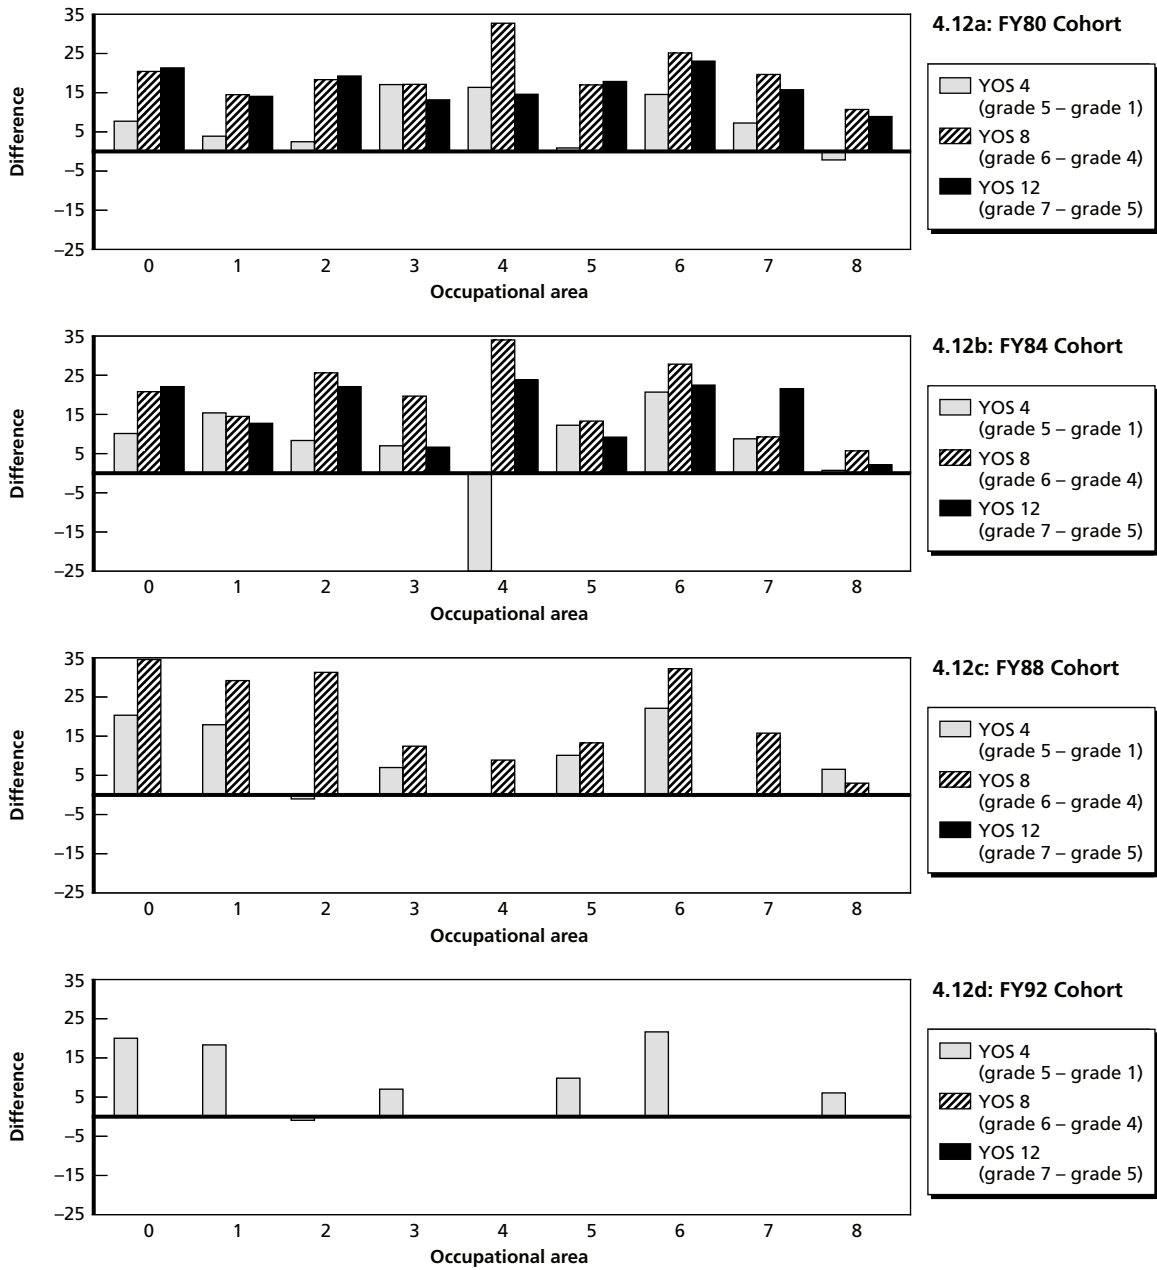 4.12a: FY80 Cohort
35
25
15
5
–5
–15
–25
Difference
0 1 2 3 4 5 6 7 8
Occupational area
YOS 4
(grade 5 – grade 1)
YOS 8
(grade 6 – grade 4)
YOS 12
(grade 7 – grade 5)
4.12b: FY84 Cohort
35
25
15
5
–5
–15
–25
Difference
0 1 2 3 4 5 6 7 8
Occupational area
YOS 4
(grade 5 – grade 1)
YOS 8
(grade 6 – grade 4)
YOS 12
(grade 7 – grade 5)
4.12c: FY88 Cohort
35
25
15
5
–5
–15
–25
Difference
0 1 2 3 4 5 6 7 8
Occupational area
YOS 4
(grade 5 – grade 1)
YOS 8
(grade 6 – grade 4)
YOS 12
(grade 7 – grade 5)
4.12d: FY92 Cohort
35
25
15
5
–5
–15
–25
Difference
0 1 2 3 4 5 6 7 8
Occupational area
YOS 4
(grade 5 – grade 1)
YOS 8
(grade 6 – grade 4)
YOS 12
(grade 7 – grade 5)